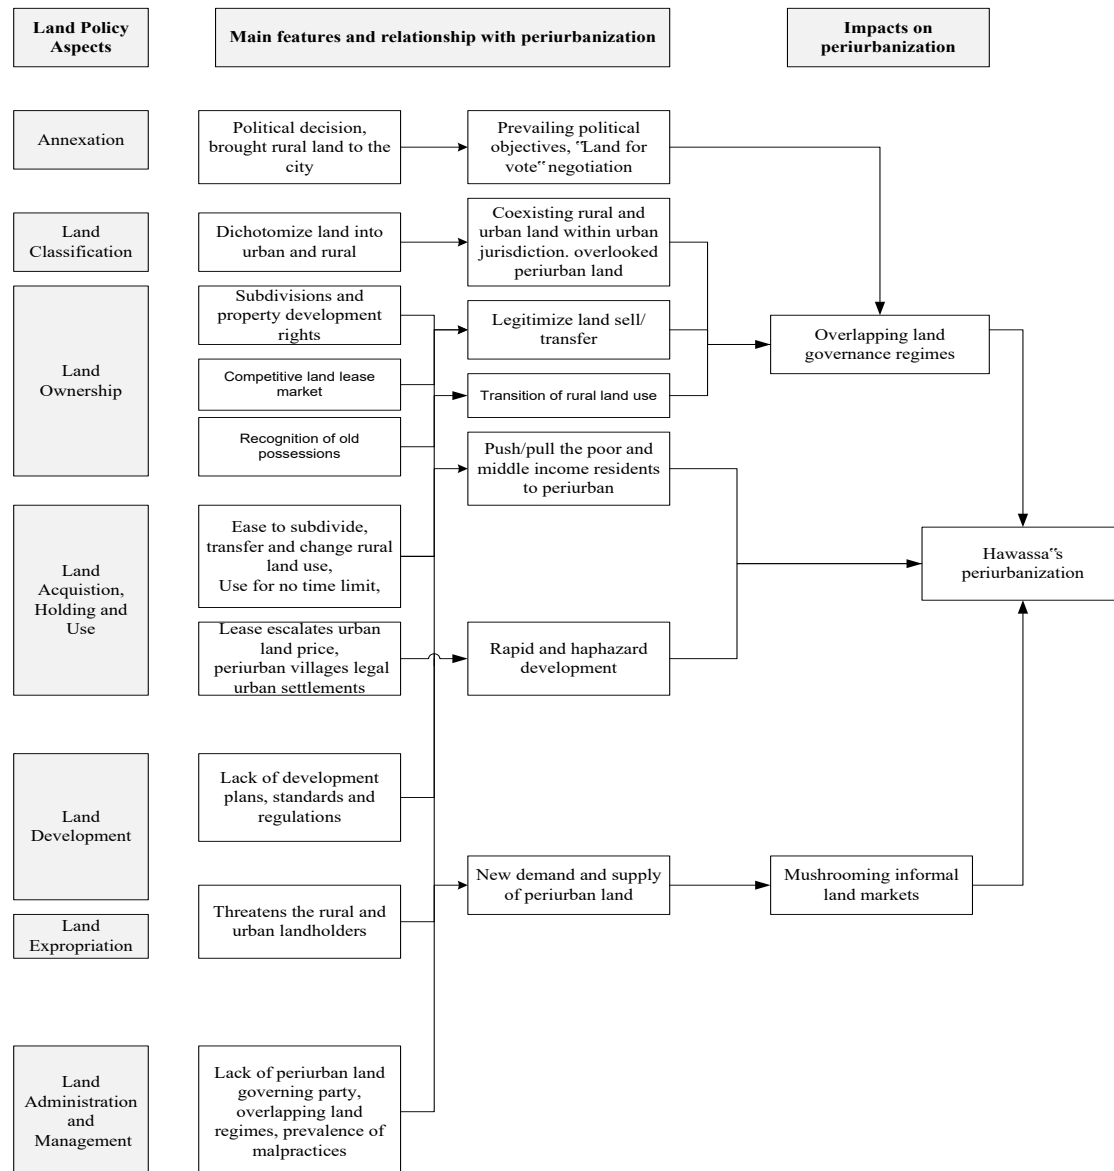 Land Policy
Aspects
Main features and relationship with periurbanization
Impacts on
periurbanization
Annexation
Political decision,
brought rural land to the
city
Prevailing political
objectives, “Land for
vote“ negotiation
Land
Classification
Dichotomize land into
urban and rural
Coexisting rural and
urban land within urban
jurisdiction. overlooked
periurban land
Land
Ownership
Subdivisions and
property development
rights
Legitimize land sell/
transfer
Overlapping land
governance regimes
Competitive land lease
market
Transition of rural land use
Recognition of old
possessions
Push/pull the poor and
middle income residents
to periurban
Land
Acquistion,
Holding and
Use
Ease to subdivide,
transfer and change rural
land use,
Use for no time limit,
Hawassa“s
periurbanization
Lease escalates urban
land price,
periurban villages legal
urban settlements
Rapid and haphazard
development
Land
Development
Lack of development
plans, standards and
regulations
New demand and supply
of periurban land
Mushrooming informal
land markets
Land
Expropriation
Threatens the rural and
urban landholders
Land
Administration
and
Management
Lack of periurban land
governing party,
overlapping land
regimes, prevalence of
malpractices